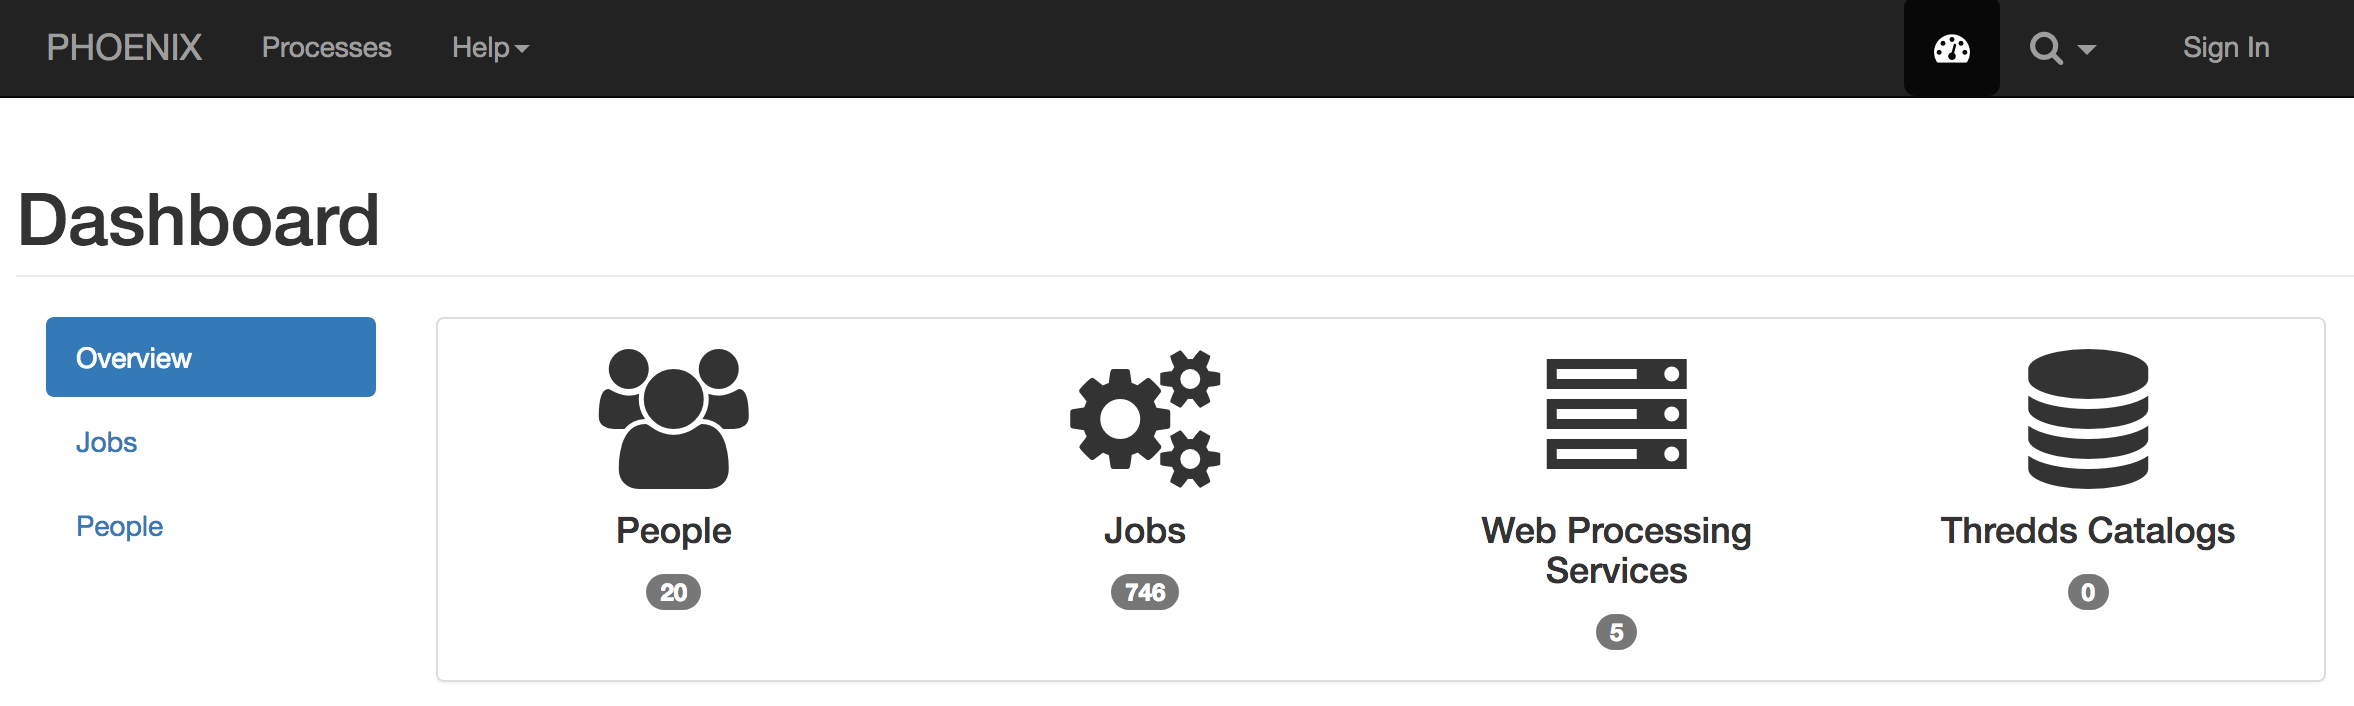 PHOENIX Processes Help Sign In
Dashboard
Overview
Jobs
People
People
20
Jobs
746
Web Processing
Services
5
Thredds Catalogs
0